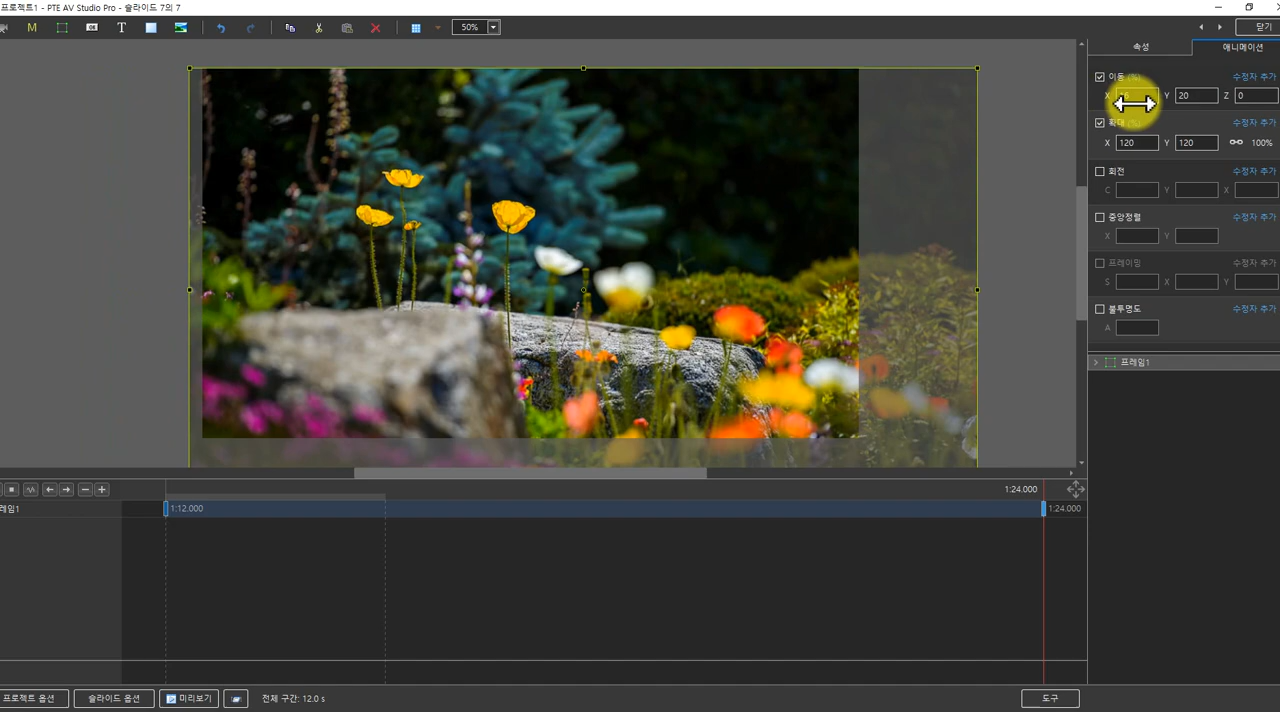 프로젝트1 - PTE AV Studio Pro - 슬라이드 7의 7
M OK T 50% 닫기
속성 애니메이션
이동 (%) 수정자 추가
X Y 20 Z 0
확대 (%) 수정자 추가
X 120 Y 120 100%
회전 수정자 추가
C Y X
중앙정렬 수정자 추가
X Y
프레이밍 수정자 추가
S X Y
불투명도 수정자 추가
A
프레임1
1:24.000
레임1 1:12.000 1:24.000
프로젝트 옵션 슬라이드 옵션 미리보기 전체 구간: 12.0 s 도구